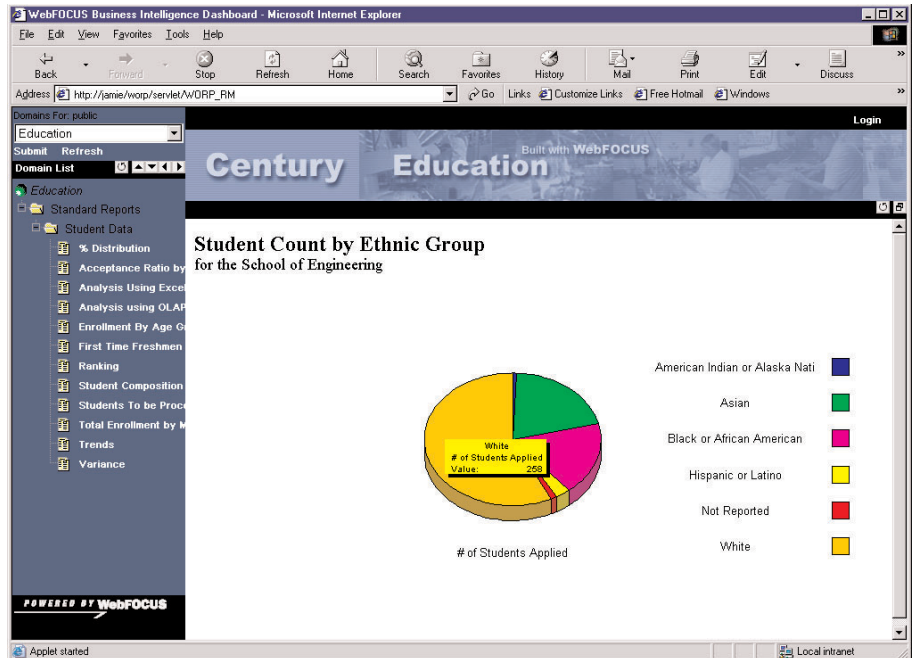 WebFOCUS Business Intelligence Dashboard - Microsoft Internet Explorer
File Edit View Favorites Tools Help
Back Forward Stop Refresh Home Search Favorites History Mail Print Edit Discuss
Address http://jamie/worp/servlet/WORP_RM Go Links Customize Links Free Hotmail Windows
Domains For: public
Login
Education
Submit Refresh
Domain List
Century Education
Built with WebFOCUS
Education
Standard Reports
Student Data
% Distribution
Acceptance Ratio by
Analysis Using Excel
Analysis using OLAP
Enrollment By Age G
First Time Freshmen
Ranking
Student Composition
Students To be Proc
Total Enrollment by M
Trends
Variance
POWERED BY WebFOCUS
Student Count by Ethnic Group
for the School of Engineering
White
# of Students Applied
Value: 258
# of Students Applied
American Indian or Alaska Nati
Asian
Black or African American
Hispanic or Latino
Not Reported
White
Applet started
Local intranet